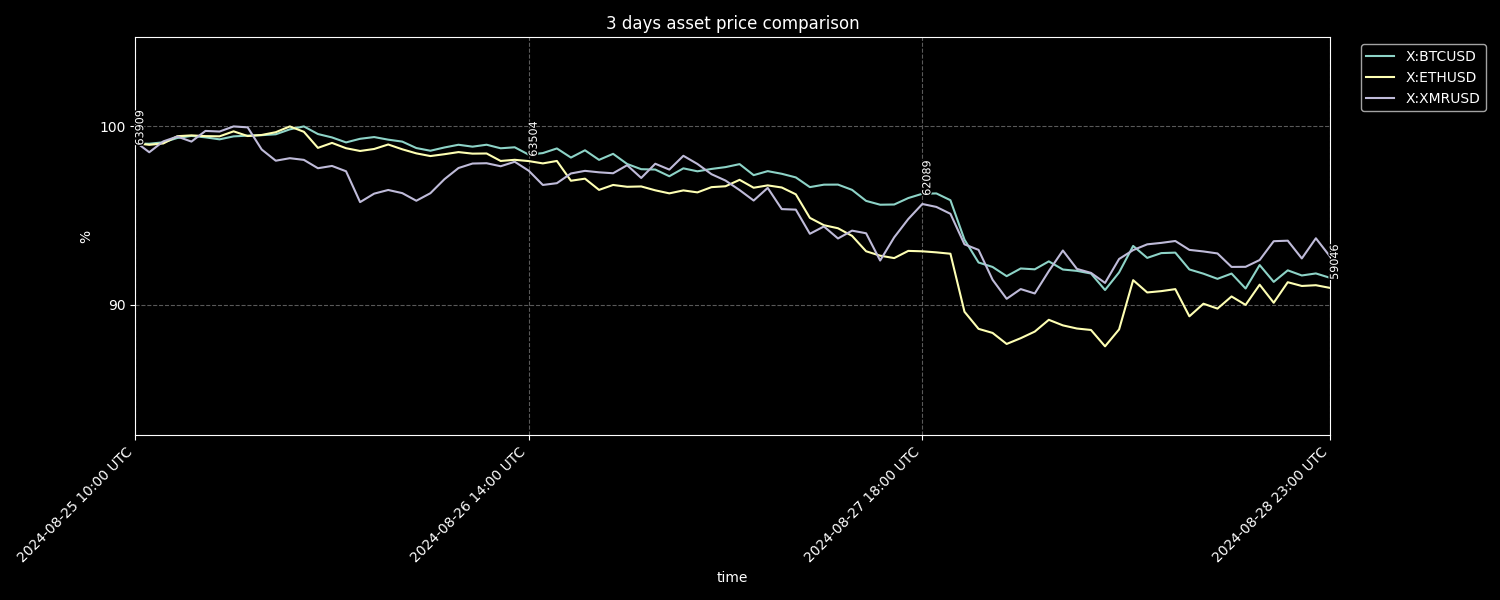 3 days asset price comparison
X:BTCUSD
X:ETHUSD
X:XMRUSD
100
90
%
63909
63504
62089
59046
2024-08-25 10:00 UTC
2024-08-26 14:00 UTC
2024-08-27 18:00 UTC
2024-08-28 23:00 UTC
time